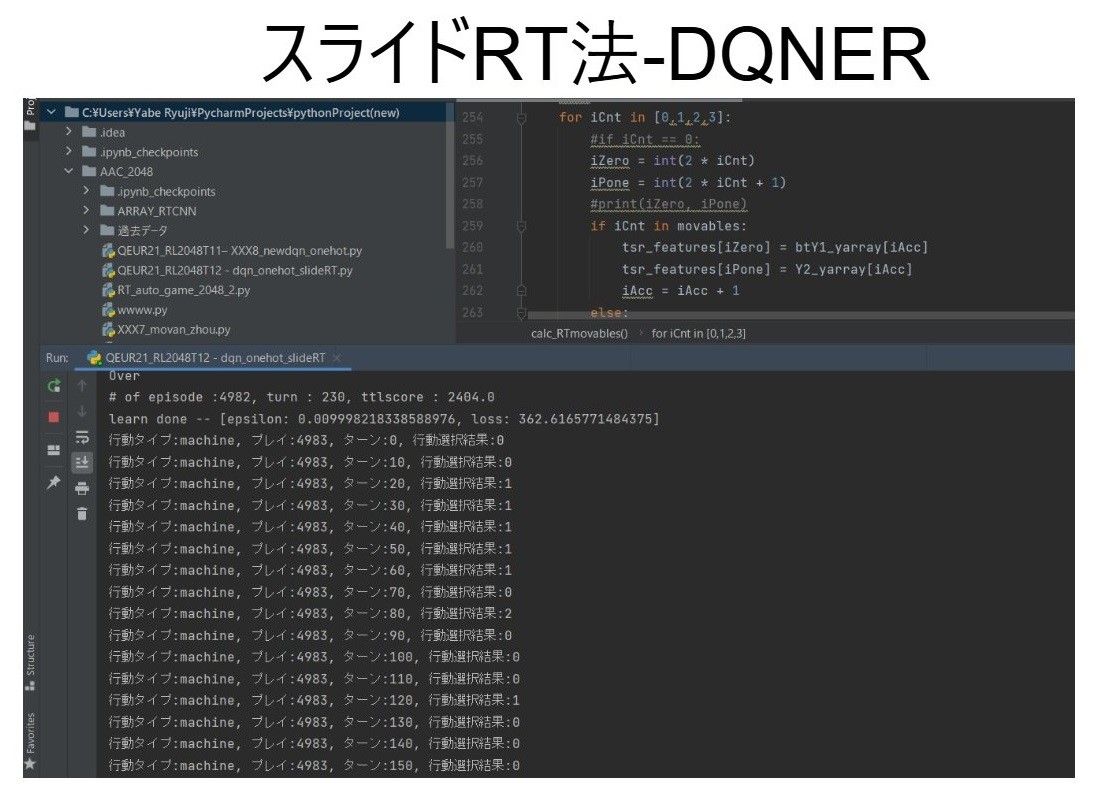 スライドRT法-DQNER
C:¥Users¥Yabe Ryuji¥PycharmProjects¥pythonProject(new)
.idea
.ipynb_checkpoints
AAC_2048
.ipynb_checkpoints
ARRAY_RTCNN
過去データ
QEUR21_RL2048T11– XXX8_newdqn_onehot.py
QEUR21_RL2048T12 - dqn_onehot_slideRT.py
RT_auto_game_2048_2.py
wwww.py
XXX7_movan_zhou.py
254 for iCnt in [0,1,2,3]:
255 #if iCnt == 0:
256 iZero = int(2 * iCnt)
257 iPone = int(2 * iCnt + 1)
258 #print(iZero, iPone)
259 if iCnt in movables:
260 tsr_features[iZero] = btY1_yarray[iAcc]
261 tsr_features[iPone] = Y2_yarray[iAcc]
262 iAcc = iAcc + 1
263 else:
calc_RTmovables() › for iCnt in [0,1,2,3]
Run: QEUR21_RL2048T12 - dqn_onehot_slideRT ×
Over
# of episode :4982, turn : 230, ttlscore : 2404.0
learn done -- [epsilon: 0.009998218338588976, loss: 362.6165771484375]
行動タイプ:machine, プレイ:4983, ターン:0, 行動選択結果:0
行動タイプ:machine, プレイ:4983, ターン:10, 行動選択結果:0
行動タイプ:machine, プレイ:4983, ターン:20, 行動選択結果:1
行動タイプ:machine, プレイ:4983, ターン:30, 行動選択結果:1
行動タイプ:machine, プレイ:4983, ターン:40, 行動選択結果:1
行動タイプ:machine, プレイ:4983, ターン:50, 行動選択結果:1
行動タイプ:machine, プレイ:4983, ターン:60, 行動選択結果:1
行動タイプ:machine, プレイ:4983, ターン:70, 行動選択結果:0
行動タイプ:machine, プレイ:4983, ターン:80, 行動選択結果:2
行動タイプ:machine, プレイ:4983, ターン:90, 行動選択結果:0
行動タイプ:machine, プレイ:4983, ターン:100, 行動選択結果:0
行動タイプ:machine, プレイ:4983, ターン:110, 行動選択結果:0
行動タイプ:machine, プレイ:4983, ターン:120, 行動選択結果:1
行動タイプ:machine, プレイ:4983, ターン:130, 行動選択結果:0
行動タイプ:machine, プレイ:4983, ターン:140, 行動選択結果:0
行動タイプ:machine, プレイ:4983, ターン:150, 行動選択結果:0
Structure
Favorites